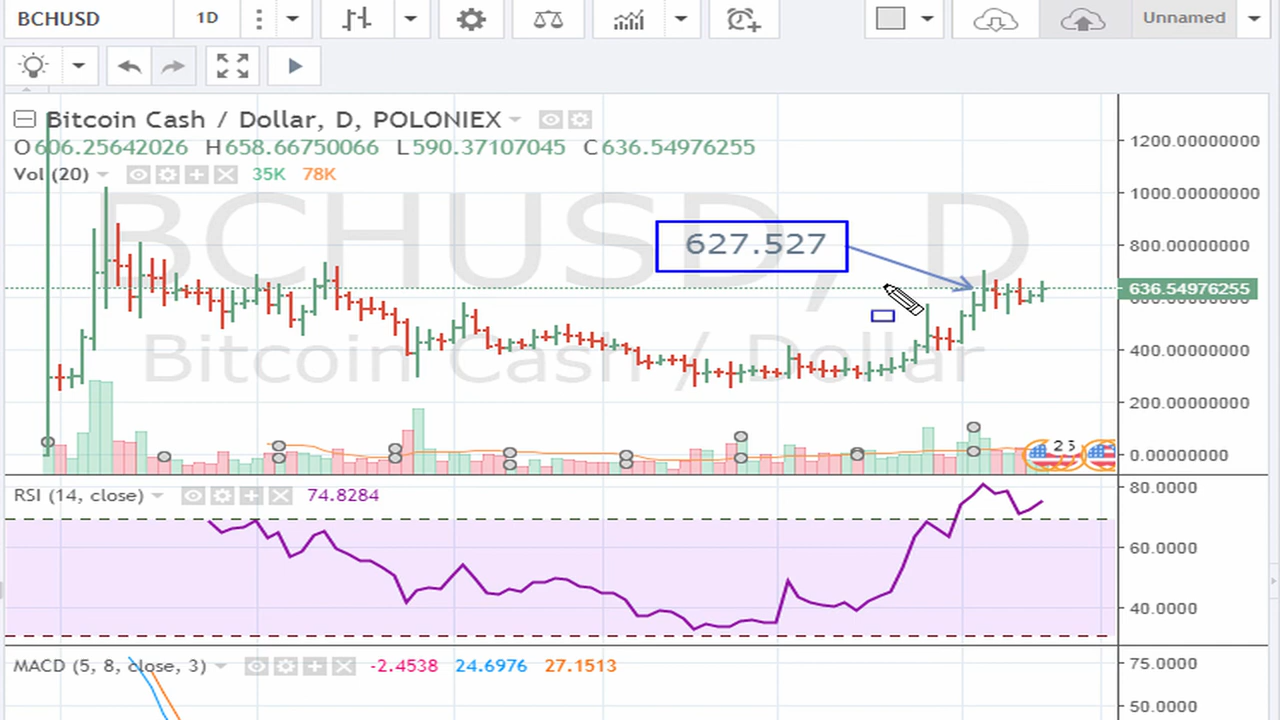 BCHUSD 1D Unnamed
Bitcoin Cash / Dollar, D, POLONIEX
O606.25642026 H658.66750066 L590.37107045 C636.54976255
Vol (20) 35K 78K
BCHUSD, D
Bitcoin Cash / Dollar
627.527
1200.00000000
1000.00000000
800.00000000
636.54976255
600.00000000
400.00000000
200.00000000
0.00000000
23
RSI (14, close) 74.8284
80.0000
60.0000
40.0000
MACD (5, 8, close, 3) -2.4538 24.6976 27.1513
75.0000
50.0000